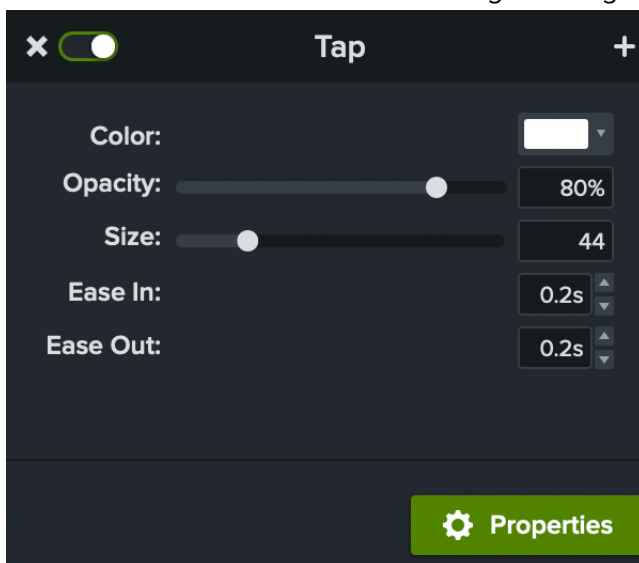 Tap
Color:
Opacity: 80%
Size: 44
Ease In: 0.2s
Ease Out: 0.2s
Properties